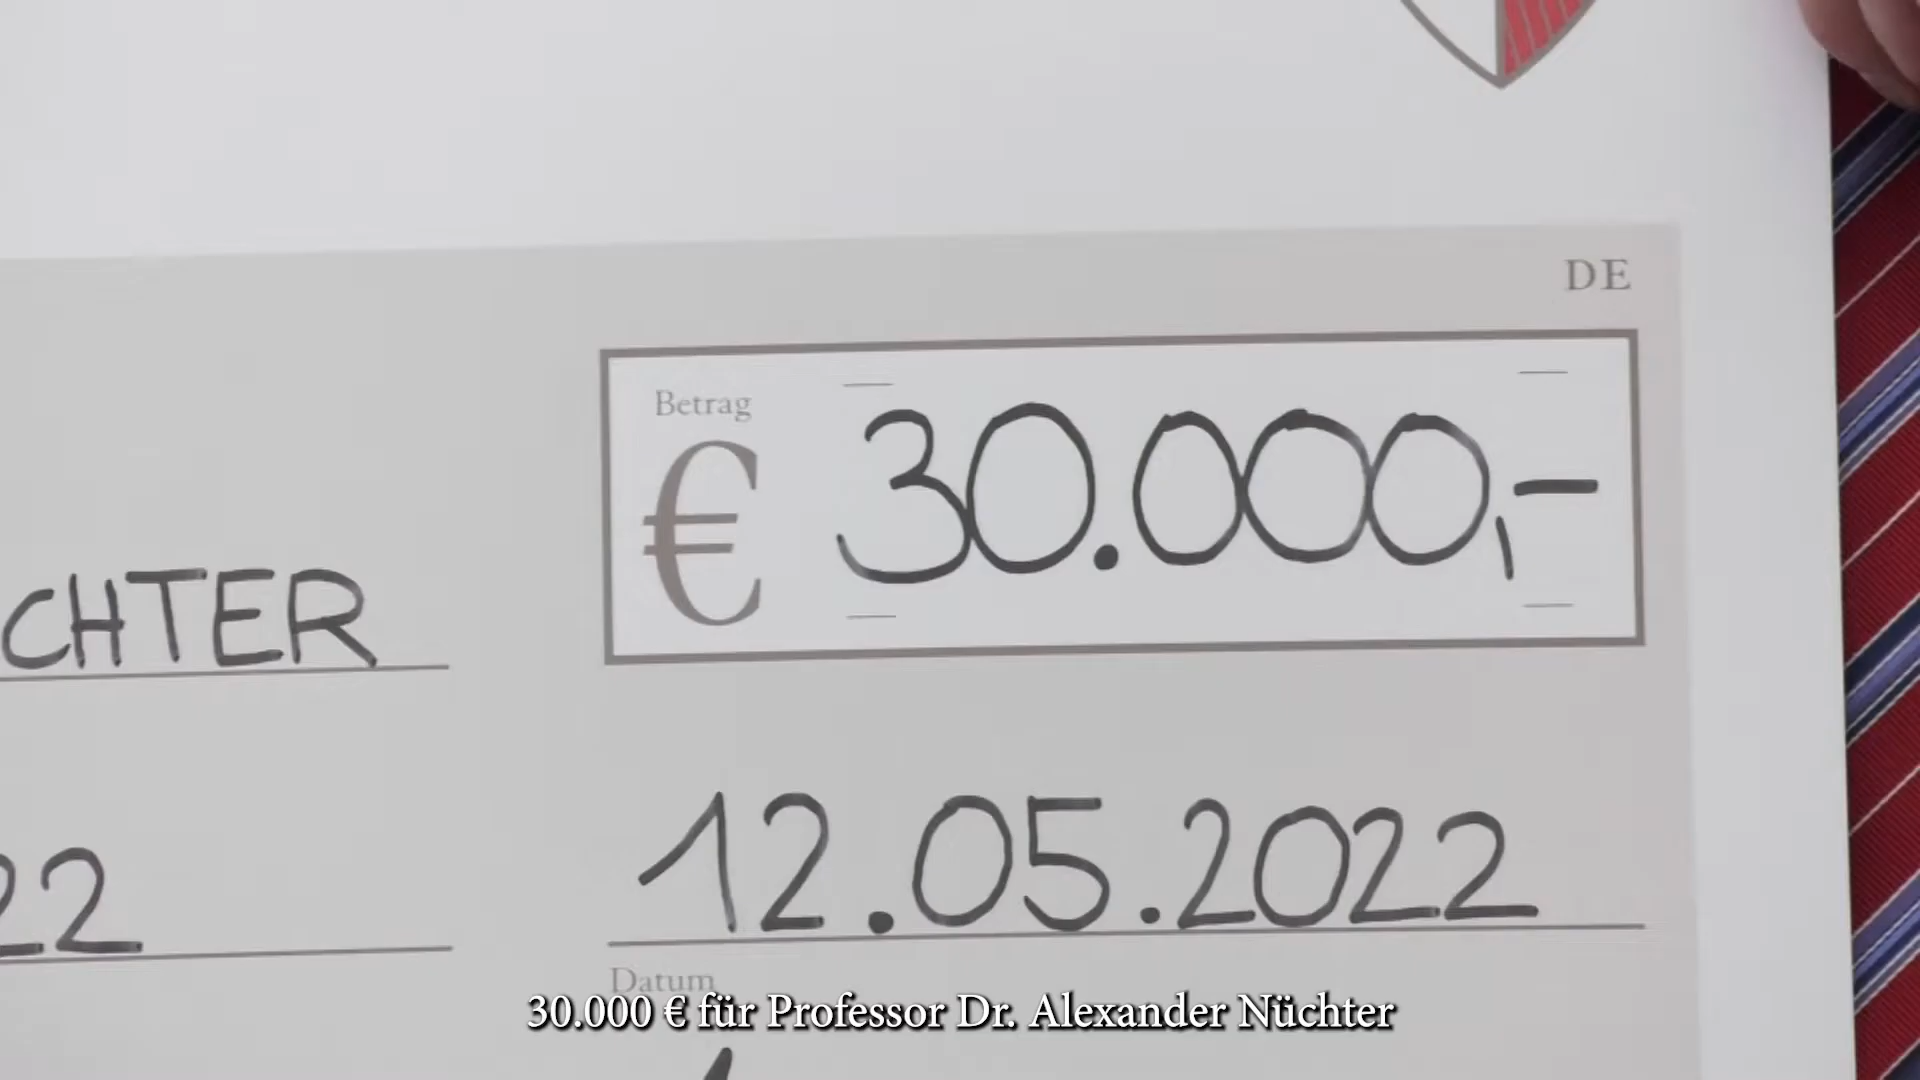 DE
Betrag
€ 30.000,-
CHTER
12.05.2022
22
Datum
30.000 € für Professor Dr. Alexander Nüchter